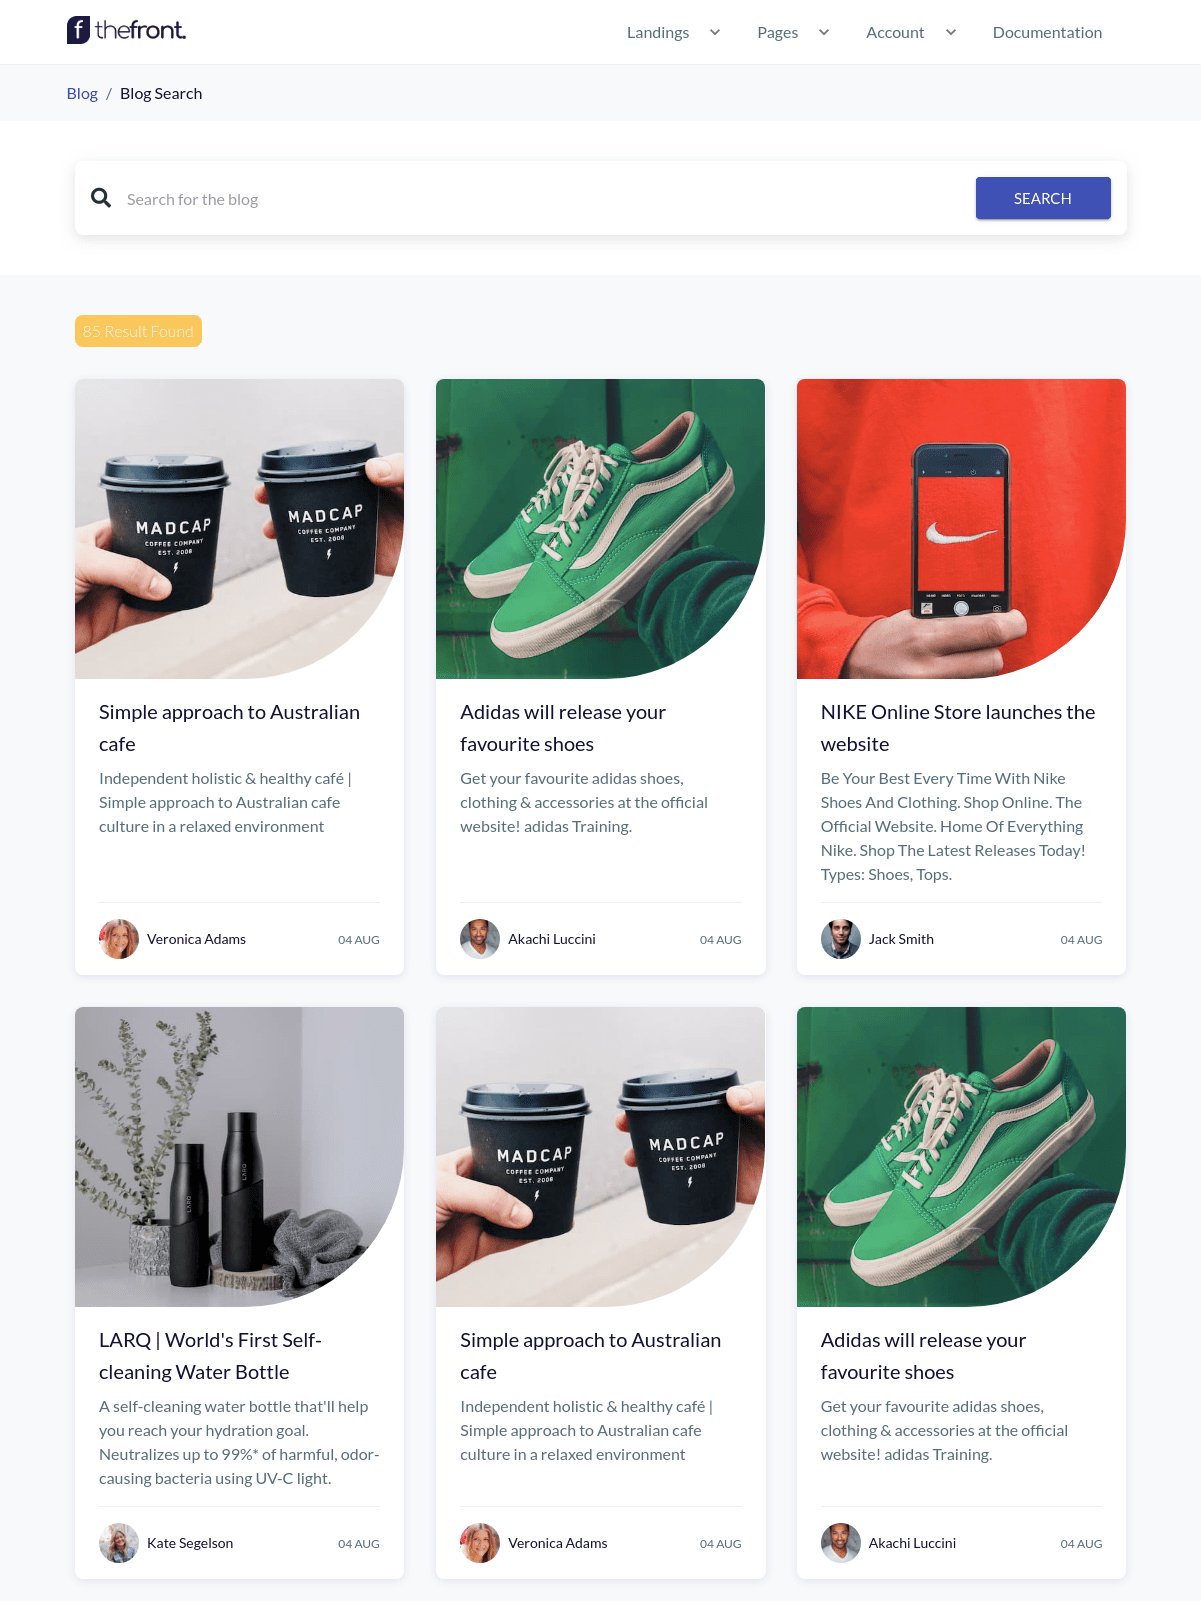 f thefront.
Landings Pages Account Documentation
Blog / Blog Search
Search for the blog
SEARCH
85 Result Found
MADCAP
COFFEE COMPANY
EST. 2008
MADCAP
COFFEE COMPANY
EST. 2008
Simple approach to Australian
cafe
Independent holistic & healthy café |
Simple approach to Australian cafe
culture in a relaxed environment
Veronica Adams 04 AUG
Adidas will release your
favourite shoes
Get your favourite adidas shoes,
clothing & accessories at the official
website! adidas Training.
Akachi Luccini 04 AUG
NIKE Online Store launches the
website
Be Your Best Every Time With Nike
Shoes And Clothing. Shop Online. The
Official Website. Home Of Everything
Nike. Shop The Latest Releases Today!
Types: Shoes, Tops.
Jack Smith 04 AUG
LARQ
LARQ
LARQ | World's First Self-
cleaning Water Bottle
A self-cleaning water bottle that'll help
you reach your hydration goal.
Neutralizes up to 99%* of harmful, odor-
causing bacteria using UV-C light.
Kate Segelson 04 AUG
MADCAP
COFFEE COMPANY
EST. 2008
MADCAP
COFFEE COMPANY
EST. 2008
Simple approach to Australian
cafe
Independent holistic & healthy café |
Simple approach to Australian cafe
culture in a relaxed environment
Veronica Adams 04 AUG
Adidas will release your
favourite shoes
Get your favourite adidas shoes,
clothing & accessories at the official
website! adidas Training.
Akachi Luccini 04 AUG